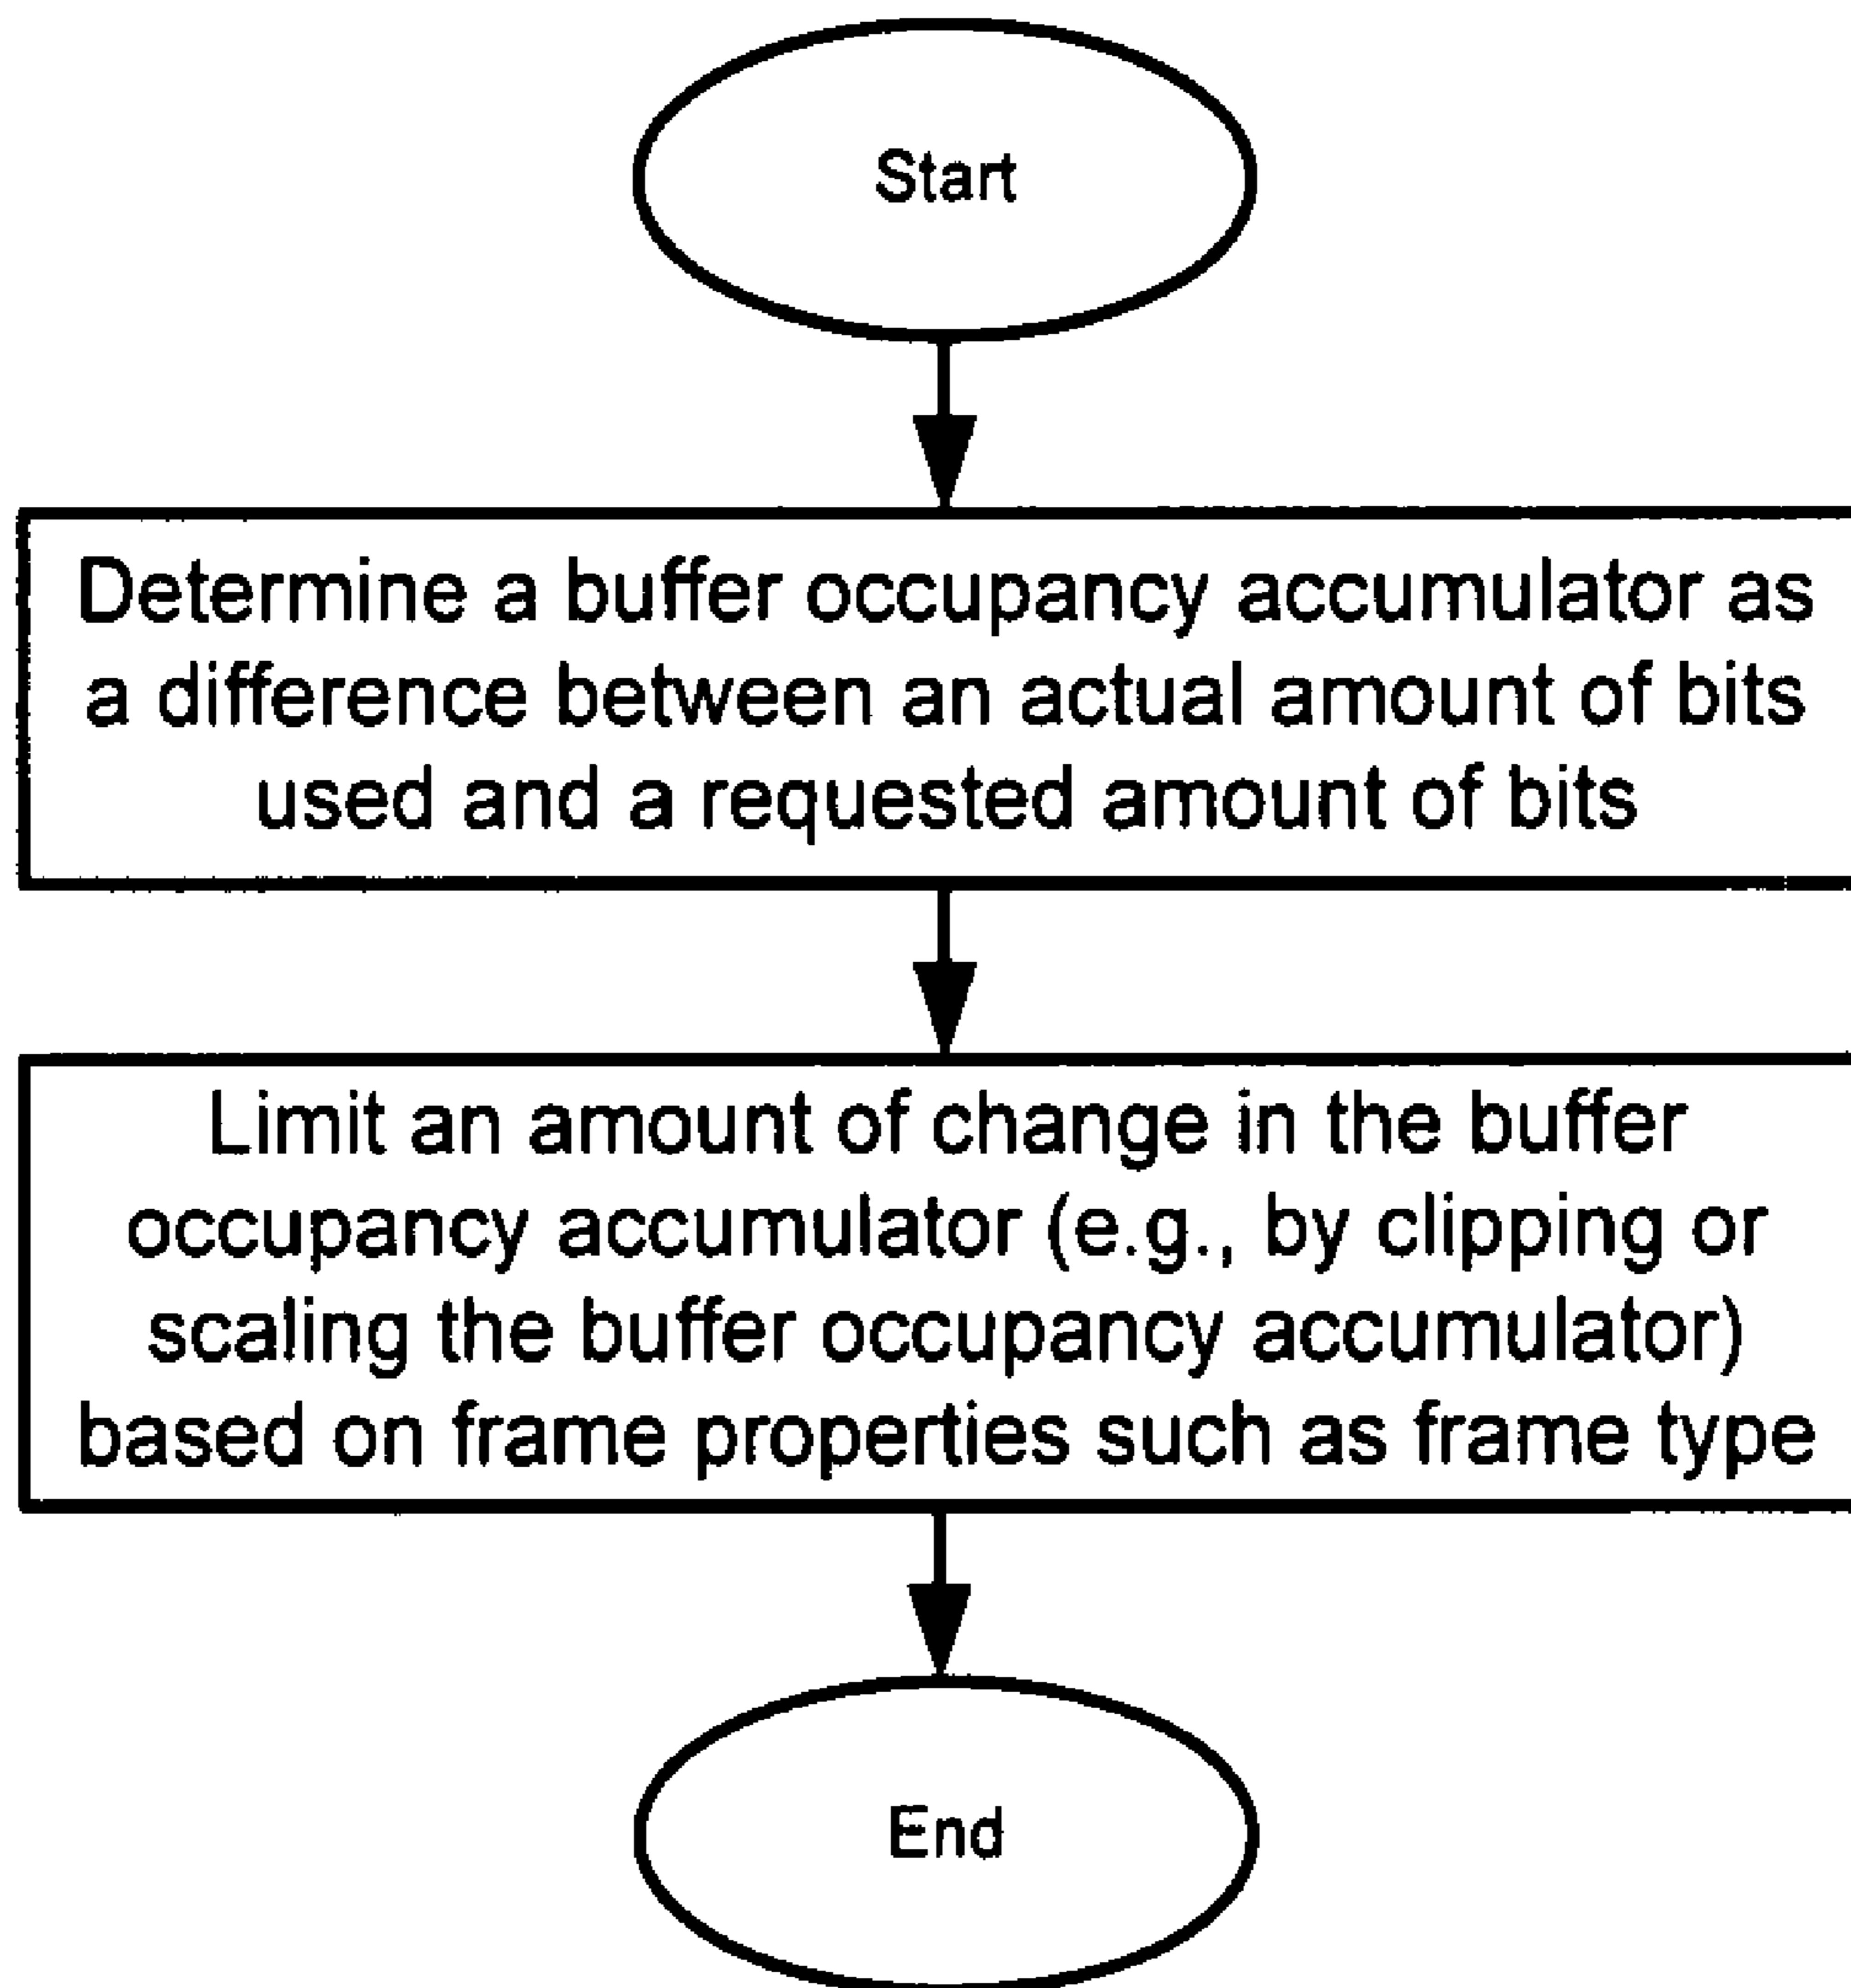 Start
Determine a buffer occupancy accumulator as
a difference between an actual amount of bits
used and a requested amount of bits
Limit an amount of change in the buffer
occupancy accumulator (e.g., by clipping or
scaling the buffer occupancy accumulator)
based on frame properties such as frame type
End